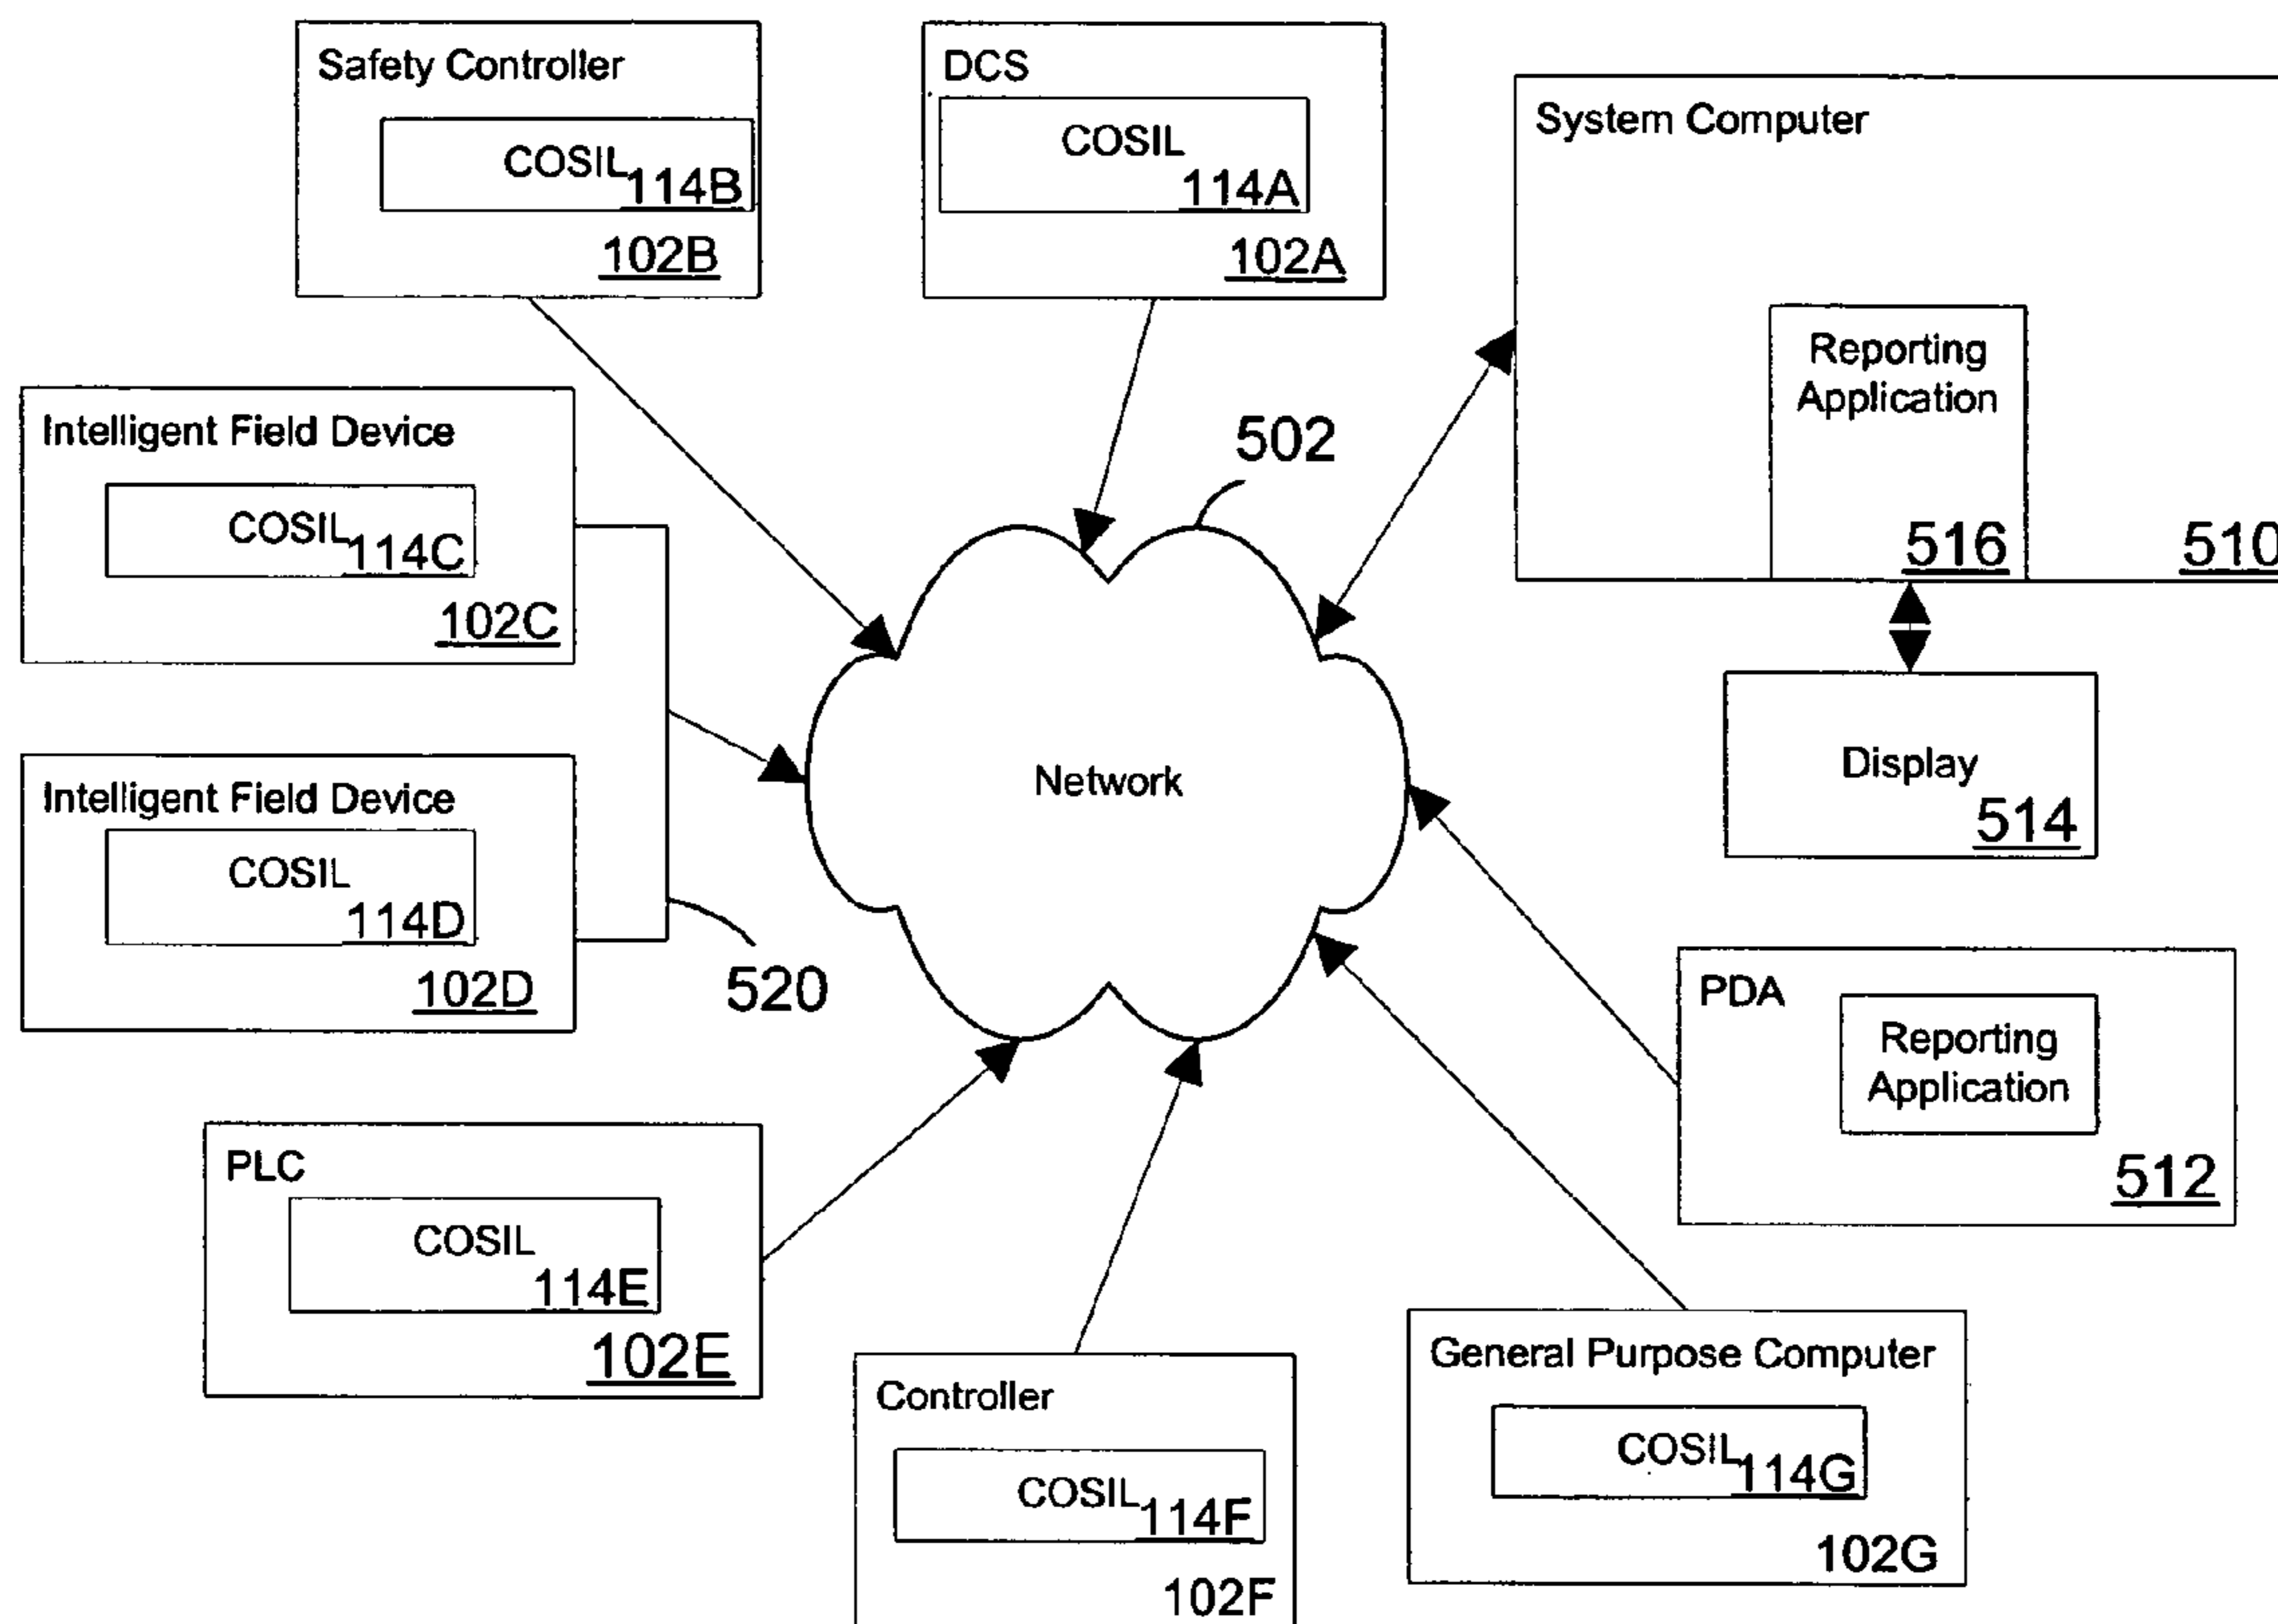 Safety Controller
COSIL
114B
102B
DCS
COSIL
114A
102A
System Computer
Reporting
Application
516
510
Intelligent Field Device
COSIL
114C
102C
502
Network
Display
514
Intelligent Field Device
COSIL
114D
102D
520
PDA
Reporting
Application
512
PLC
COSIL
114E
102E
Controller
COSIL
114F
102F
General Purpose Computer
COSIL
114G
102G